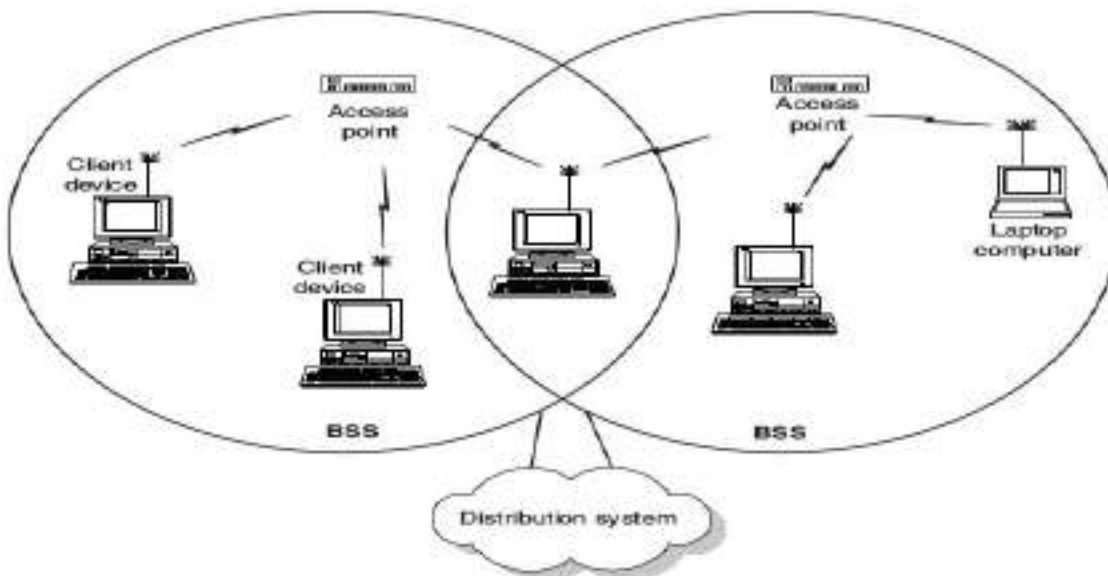 Access
point
Access
point
Client
device
Client
device
Laptop
computer
BSS
BSS
Distribution system